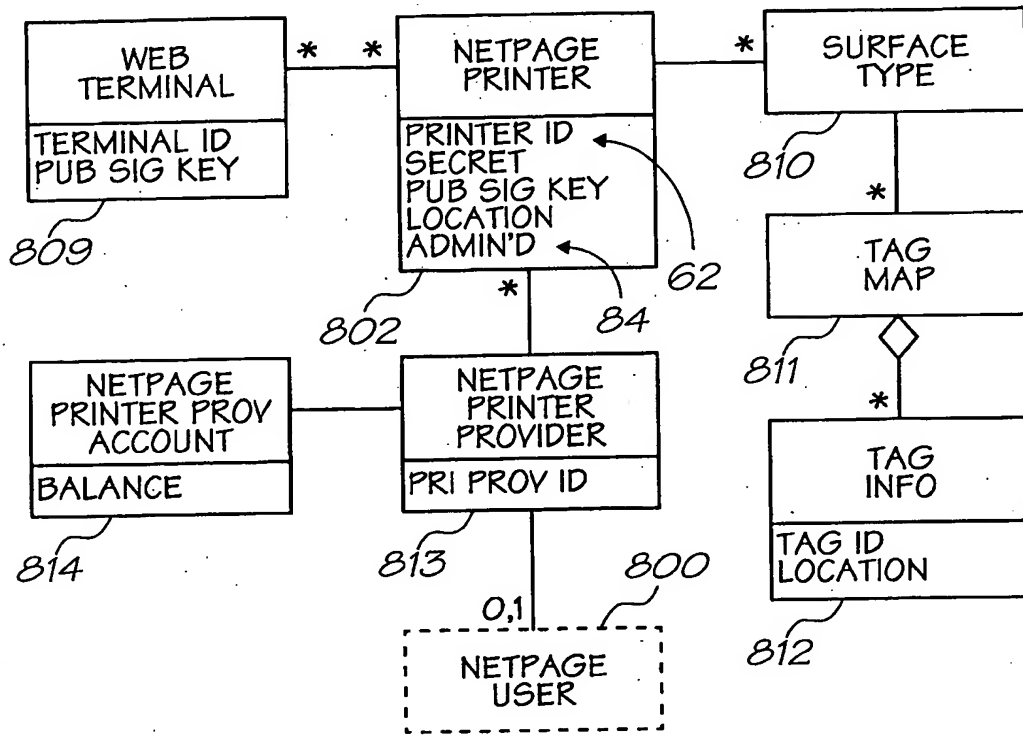 WEB
TERMINAL
TERMINAL ID
PUB SIG KEY
809
*
*
NETPAGE
PRINTER
PRINTER ID
SECRET
PUB SIG KEY
LOCATION
ADMIN'D
802
62
84
*
*
SURFACE
TYPE
810
*
TAG
MAP
811
*
TAG
INFO
TAG ID
LOCATION
812
NETPAGE
PRINTER PROV
ACCOUNT
BALANCE
814
NETPAGE
PRINTER
PROVIDER
PRI PROV ID
813
0,1
800
NETPAGE
USER